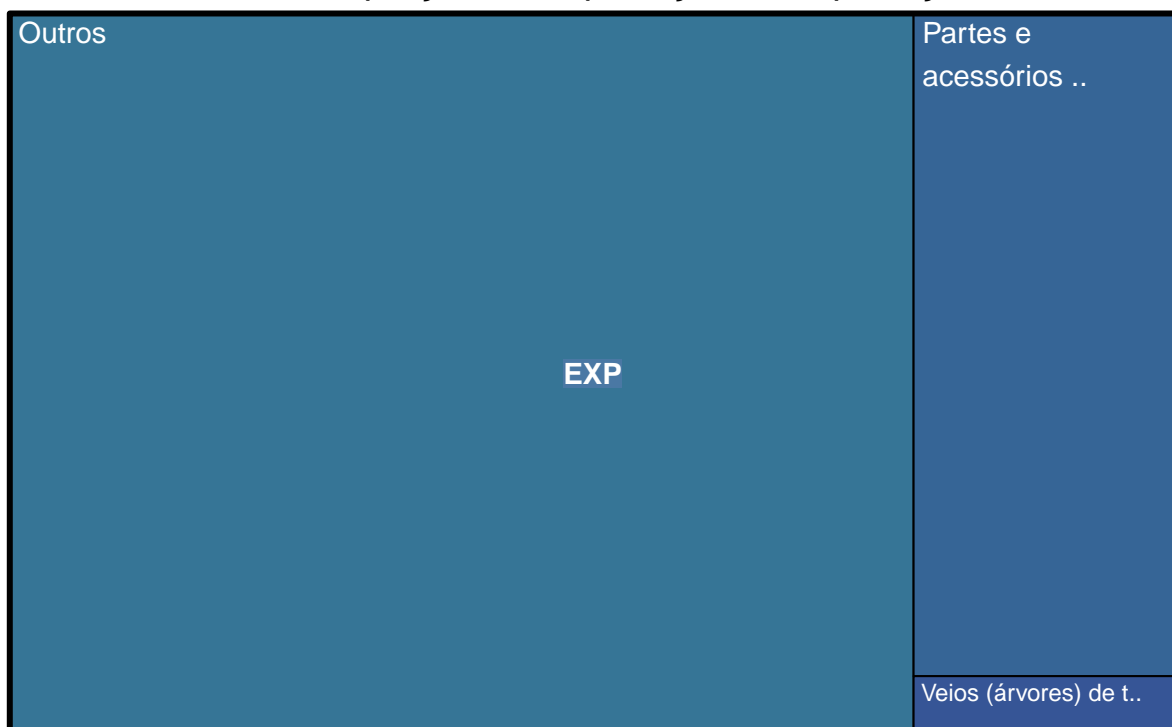 Outros
Partes e
acessórios ..
EXP
Veios (árvores) de t..